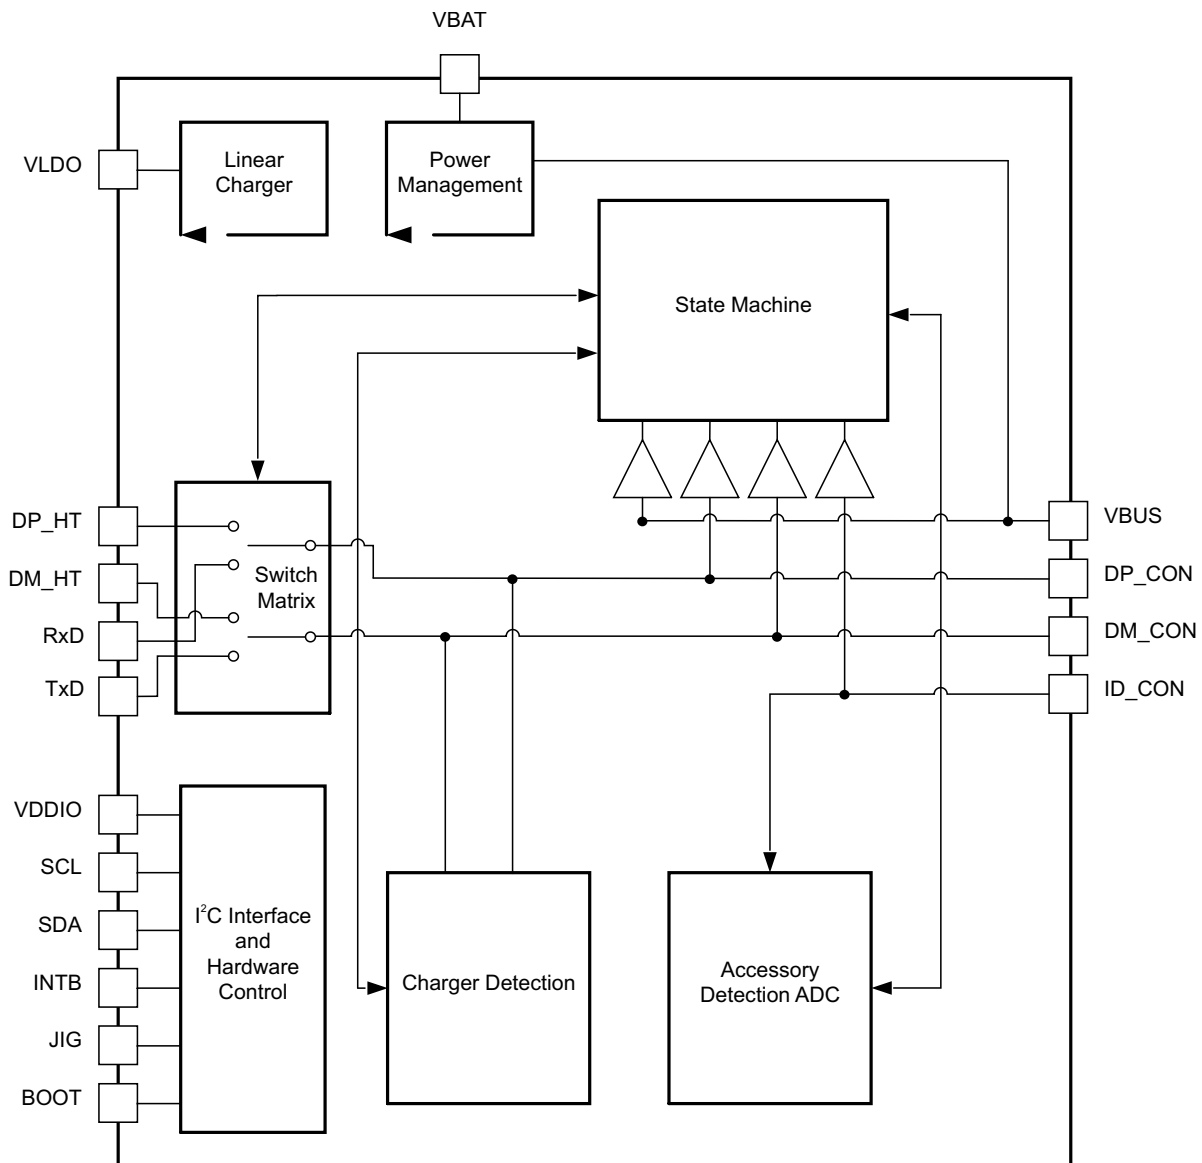 VBAT
VLDO
Linear
Charger
Power
Management
State Machine
DP_HT
DM_HT
RxD
TxD
Switch
Matrix
VBUS
DP_CON
DM_CON
ID_CON
VDDIO
SCL
SDA
INTB
JIG
BOOT
I²C Interface
and
Hardware
Control
Charger Detection
Accessory
Detection ADC